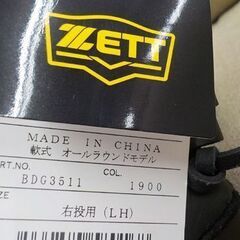 ZETT
MADE IN CHINA
軟式 オールラウンドモデル
RT.NO. COL.
BDG3511 1900
ZE
右投用(LH)